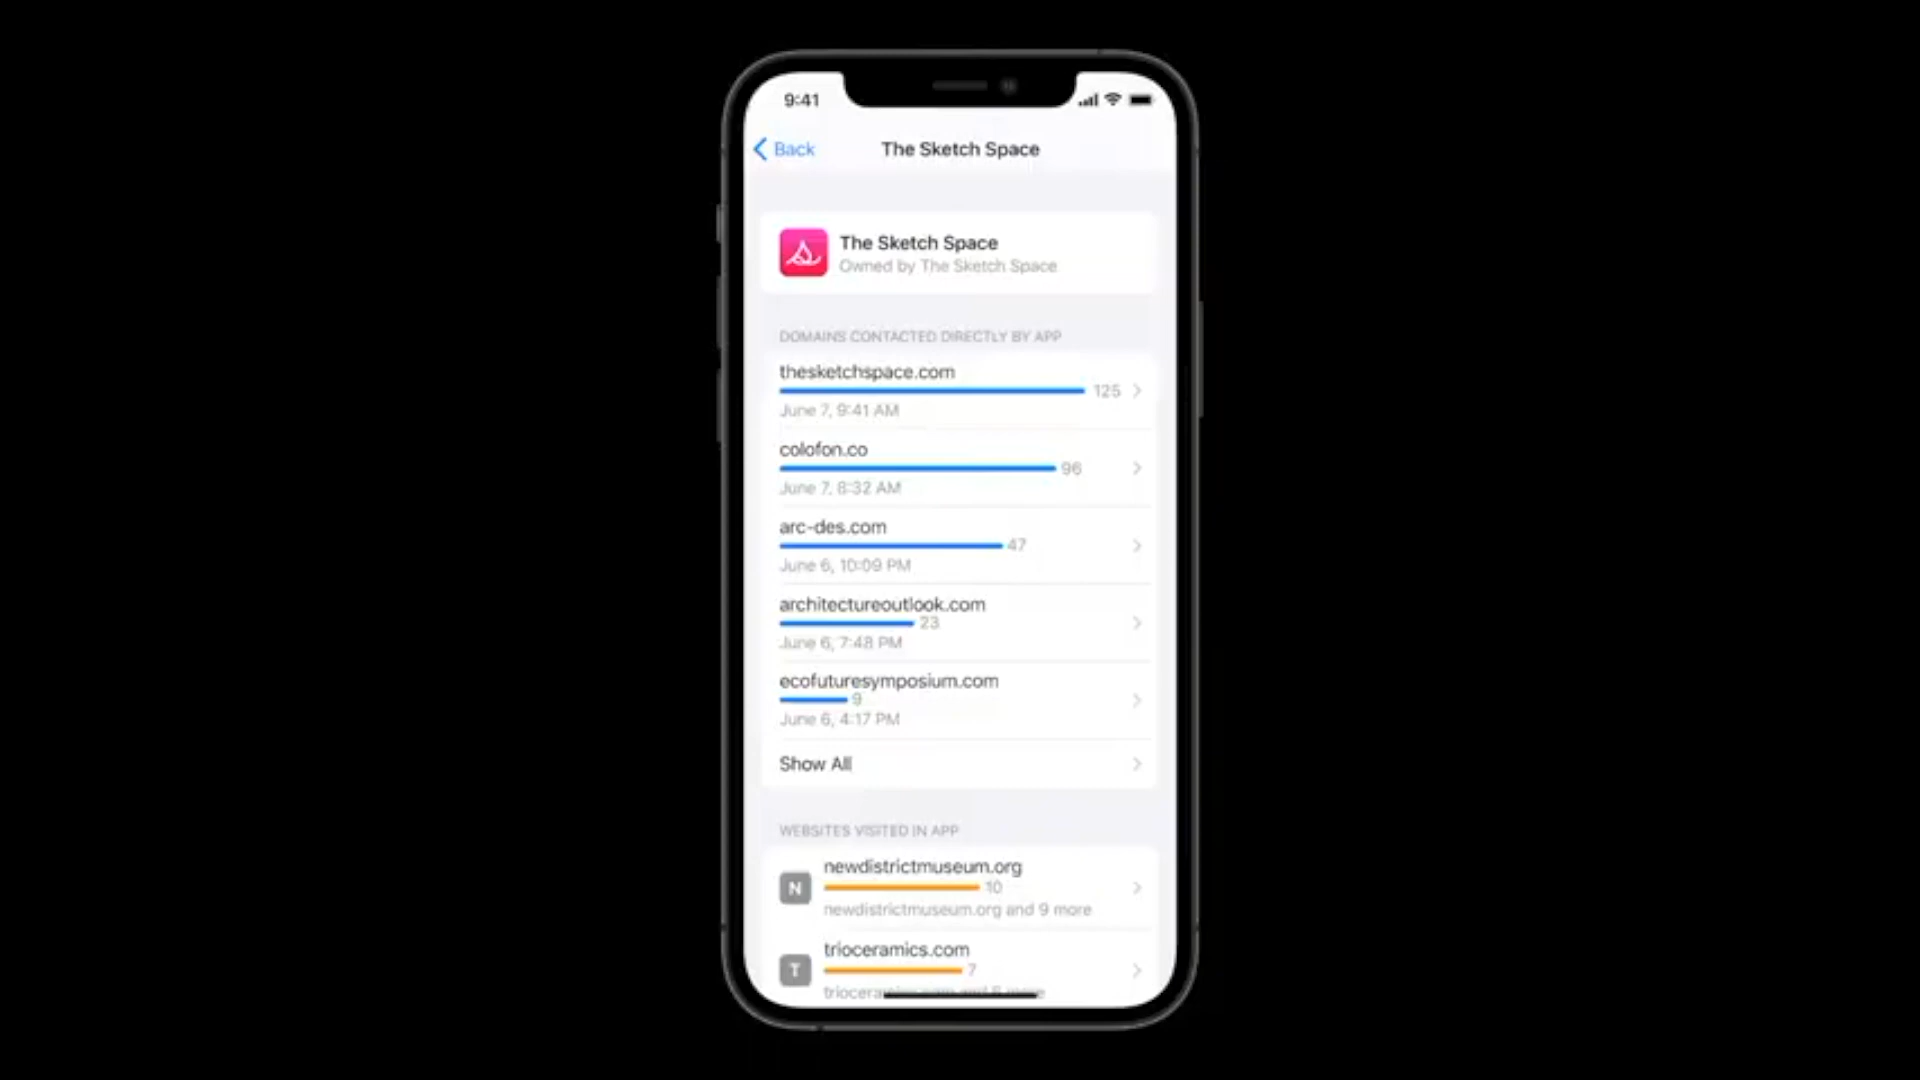 9:41
Back
The Sketch Space
The Sketch Space
Owned by The Sketch Space
DOMAINS CONTACTED DIRECTLY BY APP
thesketchspace.com
125
June 7, 9:41 AM
colofon.co
96
June 7, 8:32 AM
arc-des.com
47
June 6, 10:09 PM
architectureoutlook.com
23
June 6, 7:48 PM
ecofuturesymposium.com
9
June 6, 4:17 PM
Show All
WEBSITES VISITED IN APP
N
newdistrictmuseum.org
10
newdistrictmuseum.org and 9 more
T
trioceramics.com
7